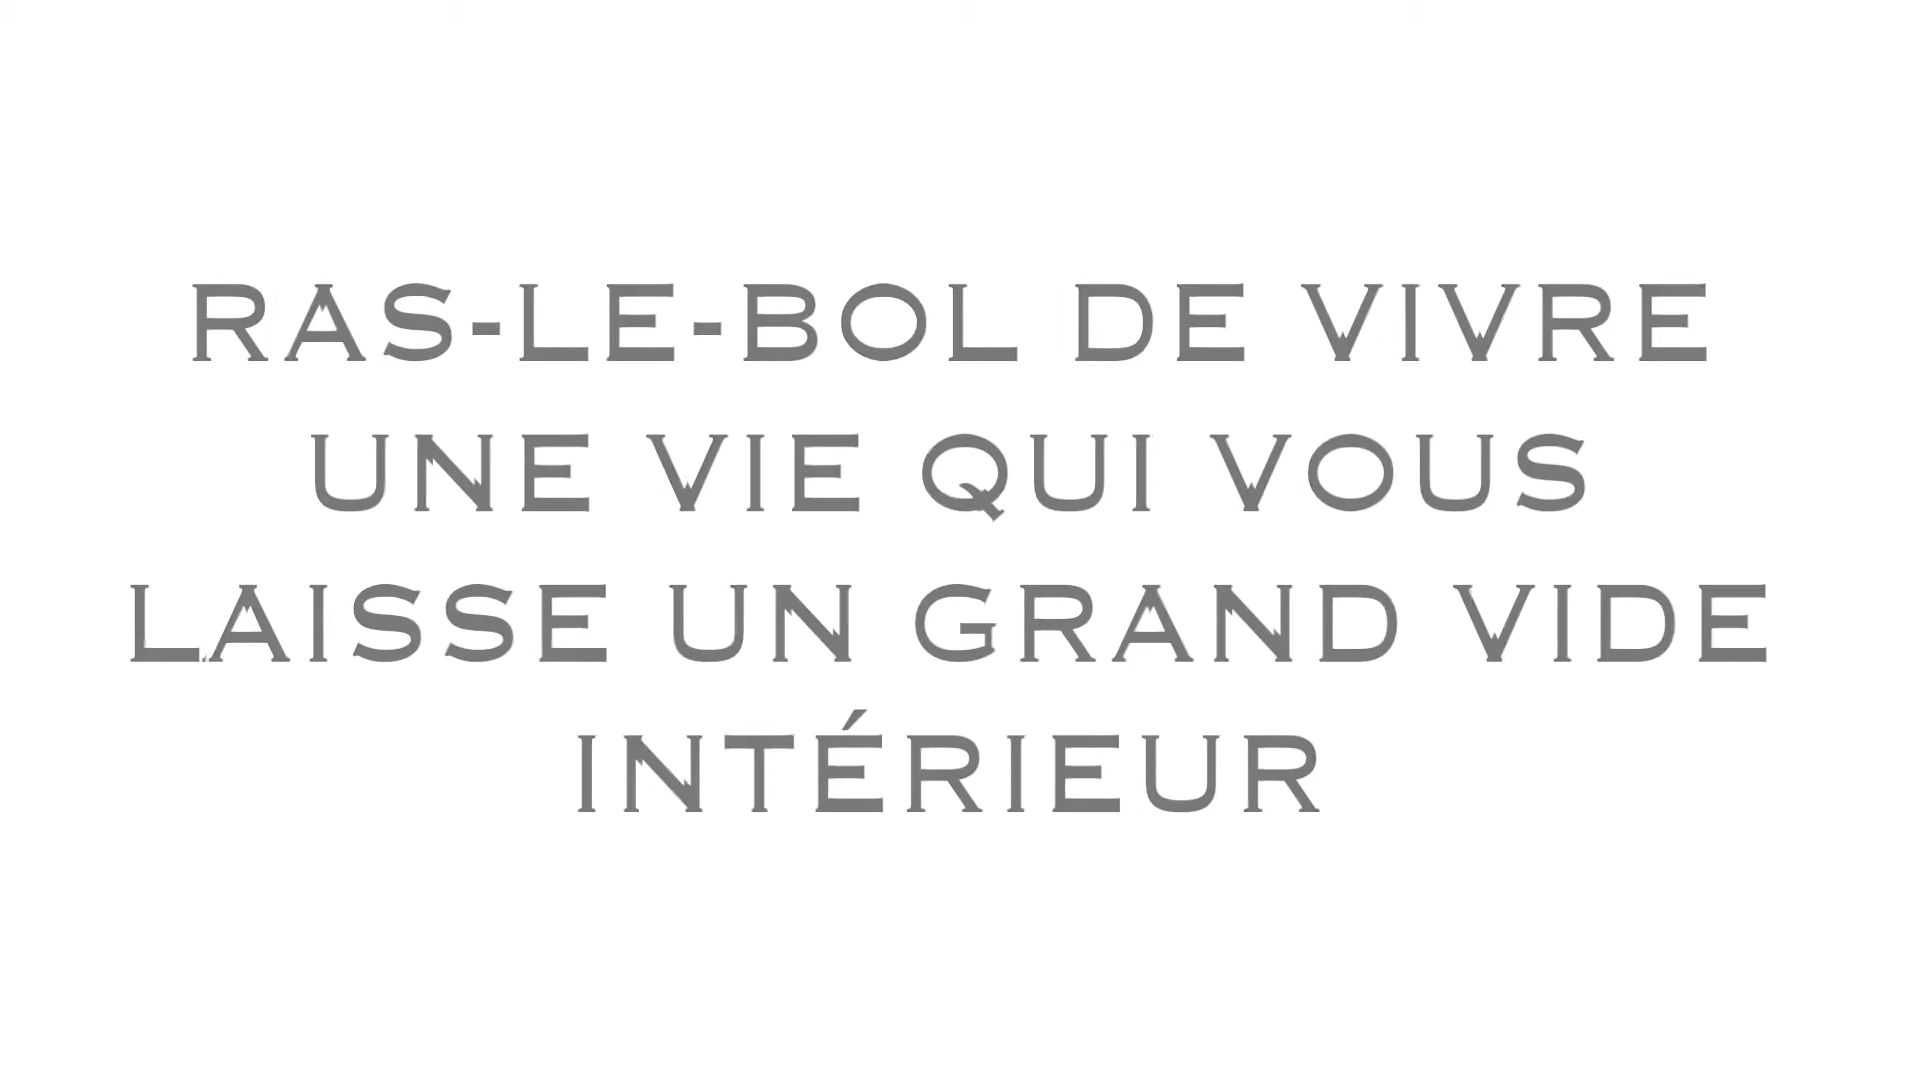 RAS-LE-BOL DE VIVRE
UNE VIE QUI VOUS
LAISSE UN GRAND VIDE
INTÉRIEUR